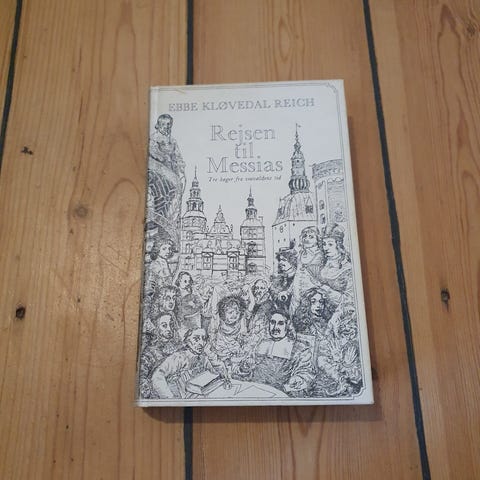 EBBE KLØVEDAL REICH
Rejsen
til
Messias
Tre bøger fra enevældens tid